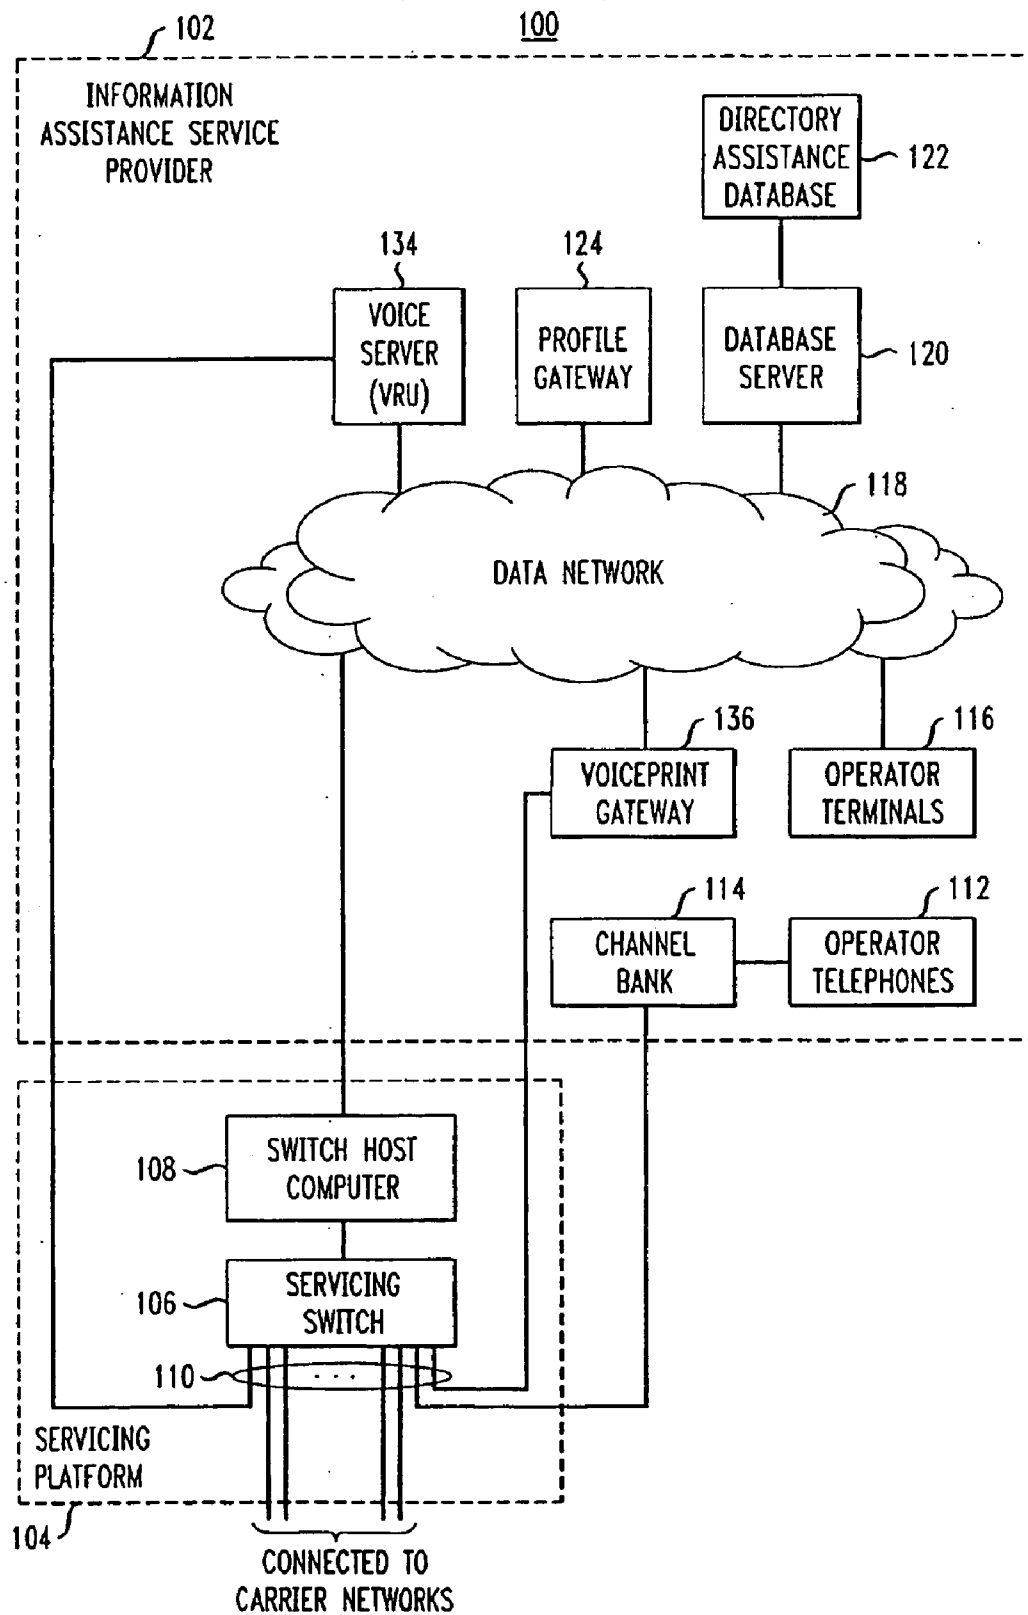 100
102
INFORMATION
ASSISTANCE SERVICE
PROVIDER
DIRECTORY
ASSISTANCE
DATABASE
122
134
124
VOICE
SERVER
(VRU)
PROFILE
GATEWAY
DATABASE
SERVER
120
118
DATA NETWORK
136
116
VOICEPRINT
GATEWAY
OPERATOR
TERMINALS
114
112
CHANNEL
BANK
OPERATOR
TELEPHONES
108
SWITCH HOST
COMPUTER
106
SERVICING
SWITCH
110
...
SERVICING
PLATFORM
104
CONNECTED TO
CARRIER NETWORKS